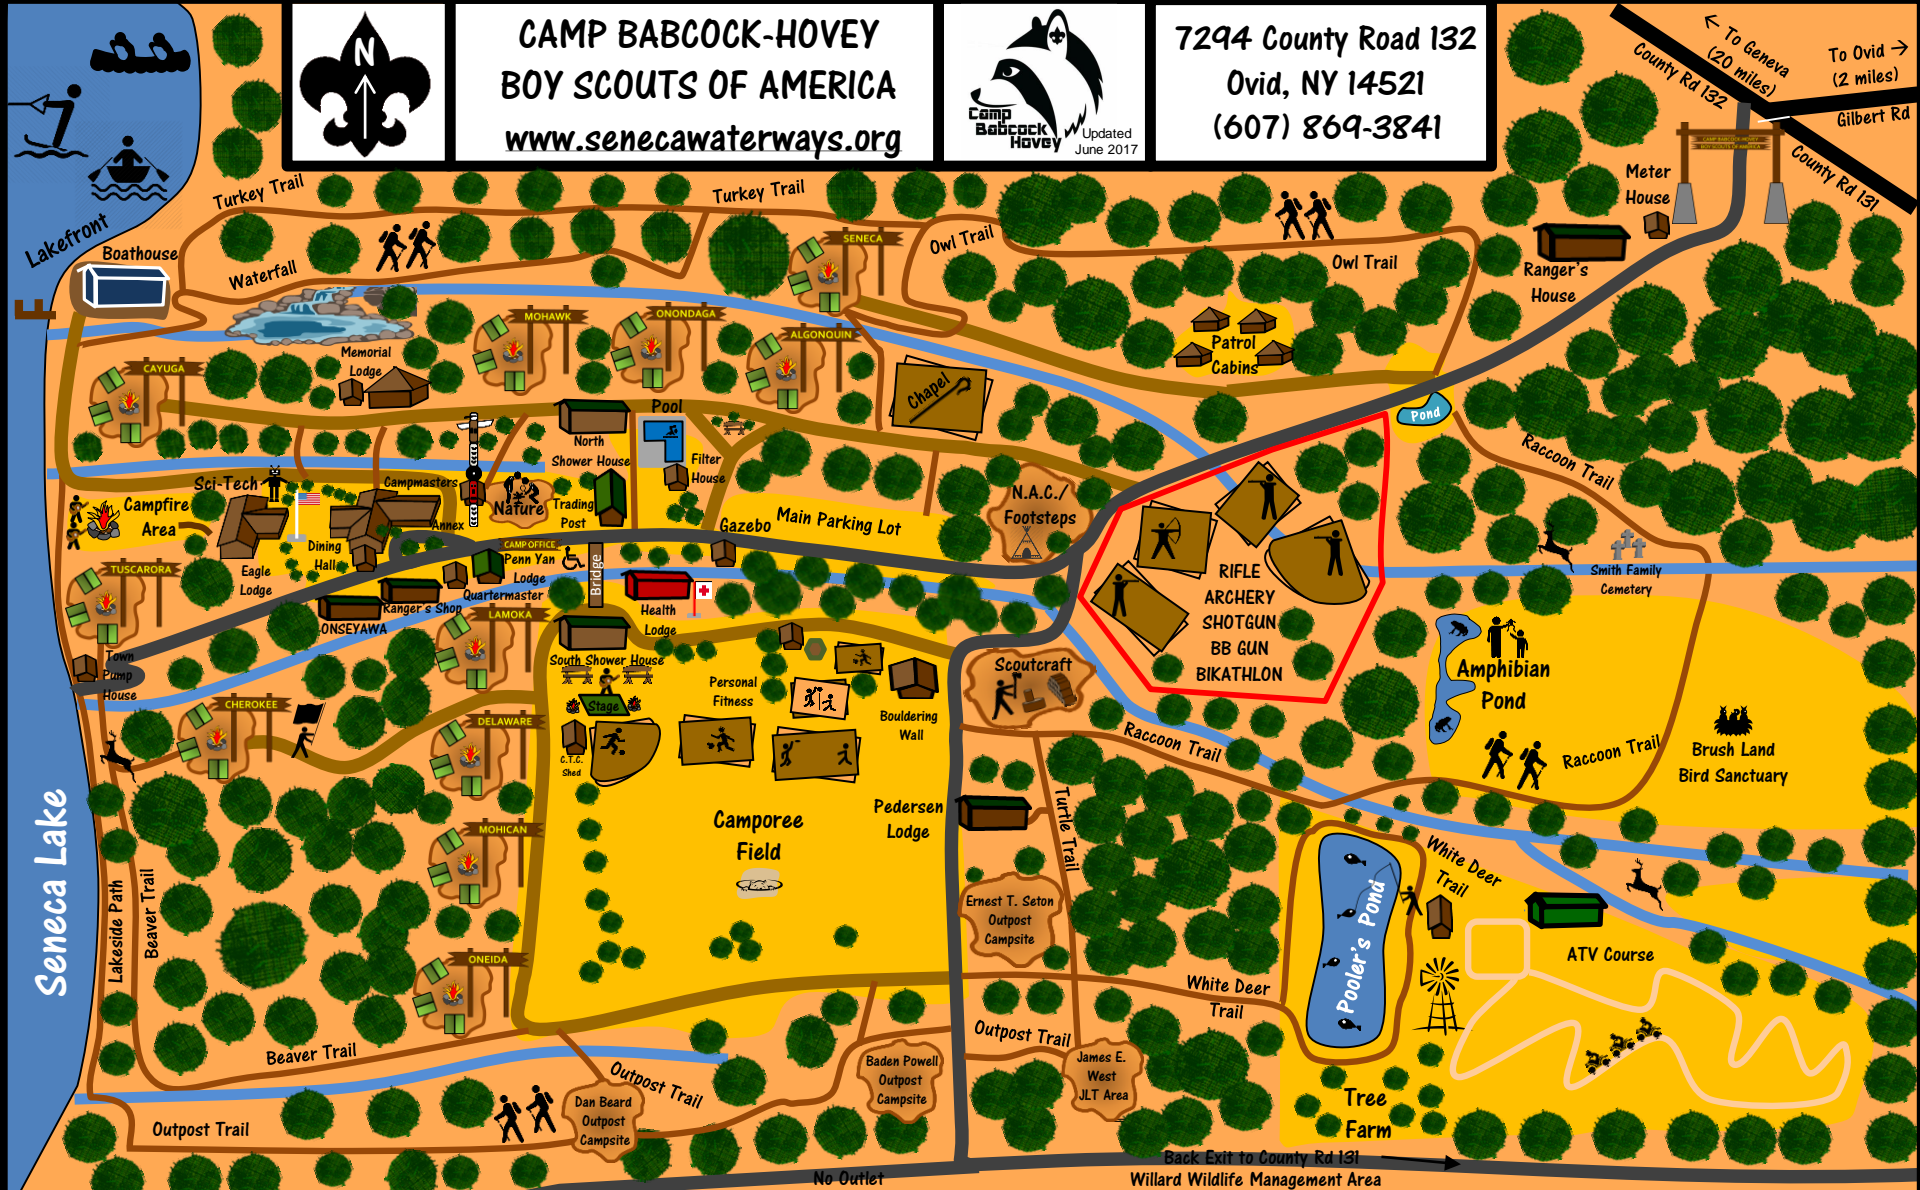 N
CAMP BABCOCK-HOVEY
BOY SCOUTS OF AMERICA
www.senecawaterways.org
Camp
Babcock
Hovey
Updated
June 2017
7294 County Road 132
Ovid, NY 14521
(607) 869-3841
← To Geneva
(20 miles)
County Rd 132
To Ovid →
(2 miles)
Gilbert Rd
County Rd 131
CAMP BABCOCK-HOVEY
BOY SCOUTS OF AMERICA
Meter
House
Ranger's
House
Turkey Trail
Turkey Trail
Lakefront
Boathouse
Waterfall
SENECA
Owl Trail
Owl Trail
MOHAWK
ONONDAGA
ALGONQUIN
Patrol
Cabins
CAYUGA
Memorial
Lodge
Chapel
Pond
Pool
North
Shower House
Filter
House
Raccoon Trail
Sci-Tech
Campmasters
Nature
Trading
Post
Annex
Campfire
Area
Gazebo
Main Parking Lot
N.A.C./
Footsteps
Dining
Hall
Eagle
Lodge
CAMP OFFICE
Penn Yan
Lodge
Quartermaster
Bridge
Ranger's Shop
ONSEYAWA
TUSCARORA
LAMOKA
Health
Lodge
RIFLE
ARCHERY
SHOTGUN
BB GUN
BIKATHLON
Smith Family
Cemetery
Town
Pump
House
South Shower House
Stage
Personal
Fitness
Bouldering
Wall
Scoutcraft
Amphibian
Pond
CHEROKEE
DELAWARE
C.T.C.
Shed
Raccoon Trail
Raccoon Trail
Brush Land
Bird Sanctuary
Seneca Lake
Lakeside Path
Beaver Trail
MOHICAN
Camporee
Field
Pedersen
Lodge
Turtle Trail
White Deer
Trail
Pooler's Pond
ATV Course
Ernest T. Seton
Outpost
Campsite
ONEIDA
White Deer
Trail
Beaver Trail
Outpost Trail
Outpost Trail
Baden Powell
Outpost
Campsite
James E.
West
JLT Area
Dan Beard
Outpost
Campsite
Outpost Trail
Tree
Farm
No Outlet
Back Exit to County Rd 131
Willard Wildlife Management Area